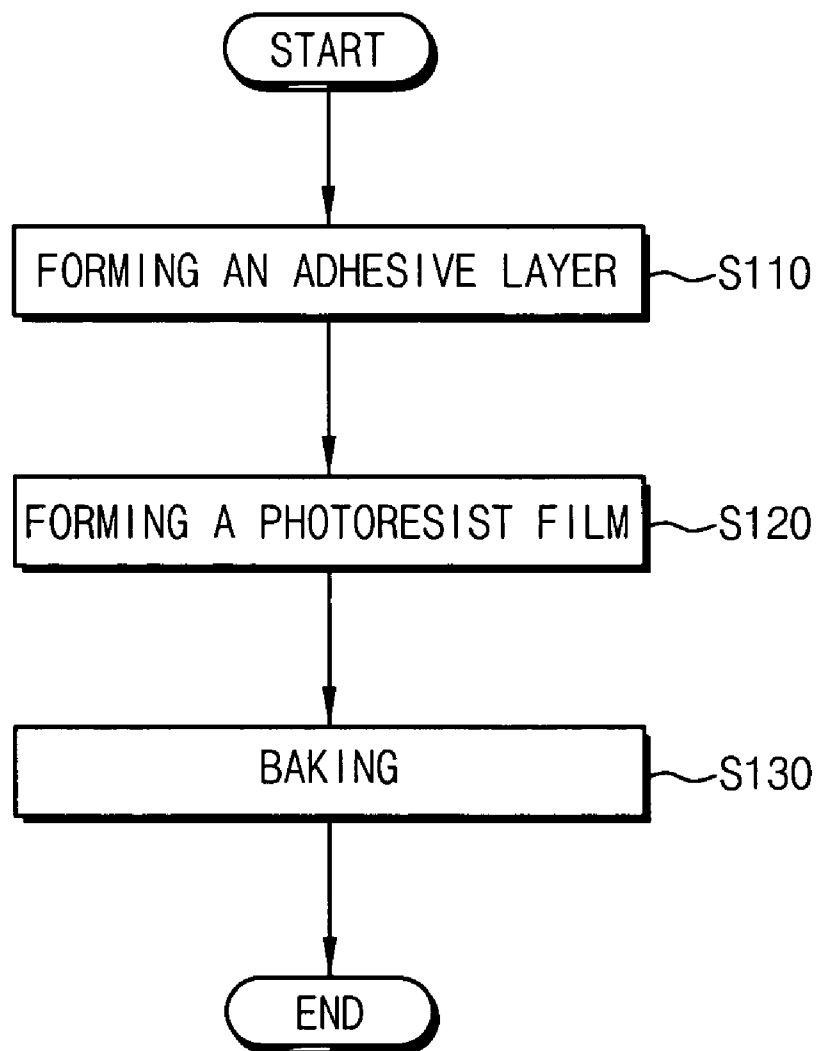 START
FORMING AN ADHESIVE LAYER
S110
FORMING A PHOTORESIST FILM
S120
BAKING
S130
END